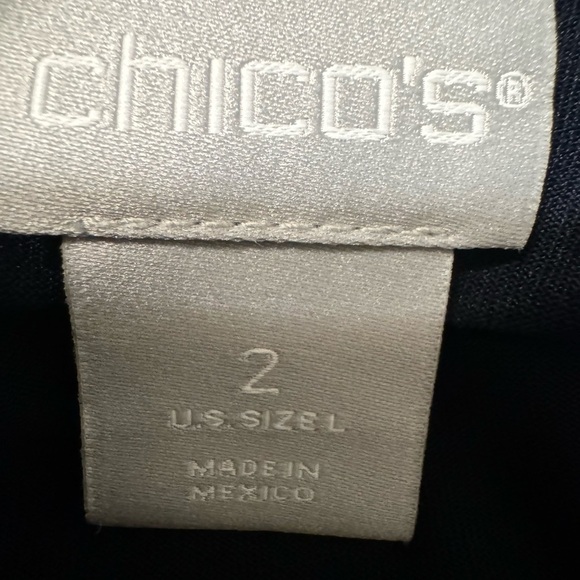 chico's®
2
U.S. SIZE L
MADE IN
MEXICO